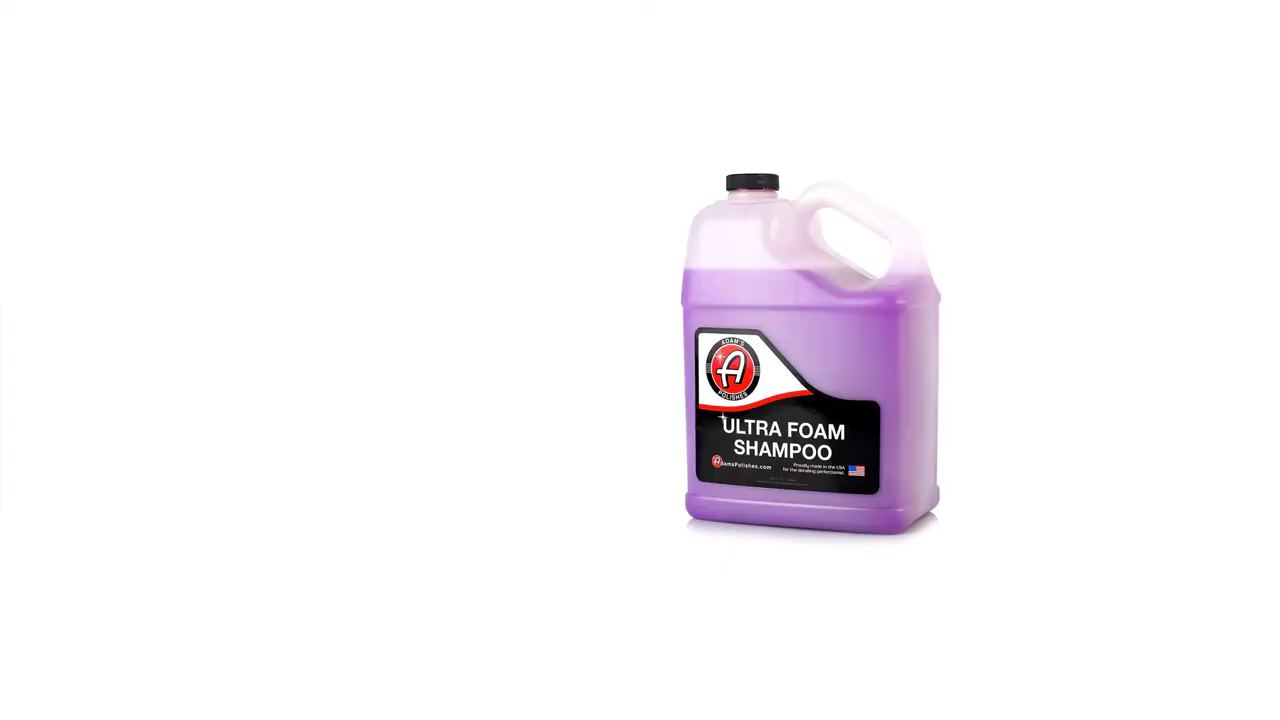 ADAM'S
A
POLISHES
ULTRA FOAM
SHAMPOO
AdamsPolishes.com
Proudly made in the USA
for the detailing perfectionist.